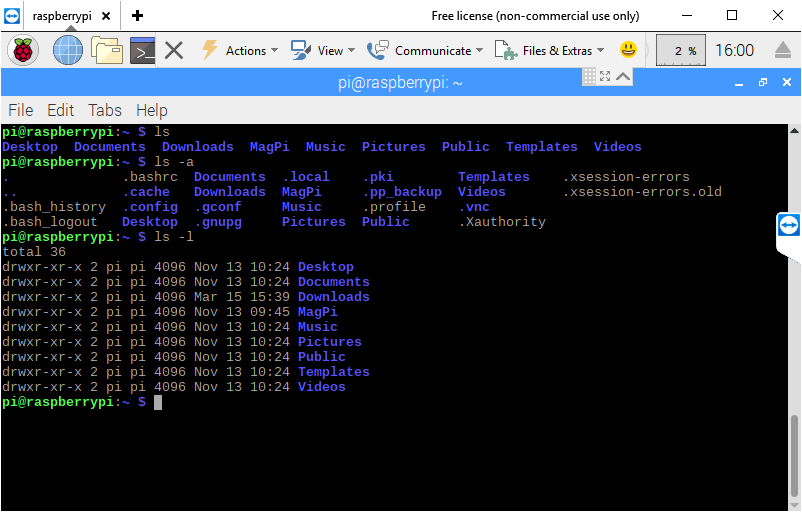 raspberrypi Free license (non-commercial use only)
Actions View Communicate Files & Extras 2 % 16:00
pi@raspberrypi: ~
File Edit Tabs Help
pi@raspberrypi:~ $ ls
Desktop Documents Downloads MagPi Music Pictures Public Templates Videos
pi@raspberrypi:~ $ ls -a
. .bashrc Documents .local .pki Templates .xsession-errors
.. .cache Downloads MagPi .pp_backup Videos .xsession-errors.old
.bash_history .config .gconf Music .profile .vnc
.bash_logout Desktop .gnupg Pictures Public .Xauthority
pi@raspberrypi:~ $ ls -l
total 36
drwxr-xr-x 2 pi pi 4096 Nov 13 10:24 Desktop
drwxr-xr-x 2 pi pi 4096 Nov 13 10:24 Documents
drwxr-xr-x 2 pi pi 4096 Mar 15 15:39 Downloads
drwxr-xr-x 2 pi pi 4096 Nov 13 09:45 MagPi
drwxr-xr-x 2 pi pi 4096 Nov 13 10:24 Music
drwxr-xr-x 2 pi pi 4096 Nov 13 10:24 Pictures
drwxr-xr-x 2 pi pi 4096 Nov 13 10:24 Public
drwxr-xr-x 2 pi pi 4096 Nov 13 10:24 Templates
drwxr-xr-x 2 pi pi 4096 Nov 13 10:24 Videos
pi@raspberrypi:~ $